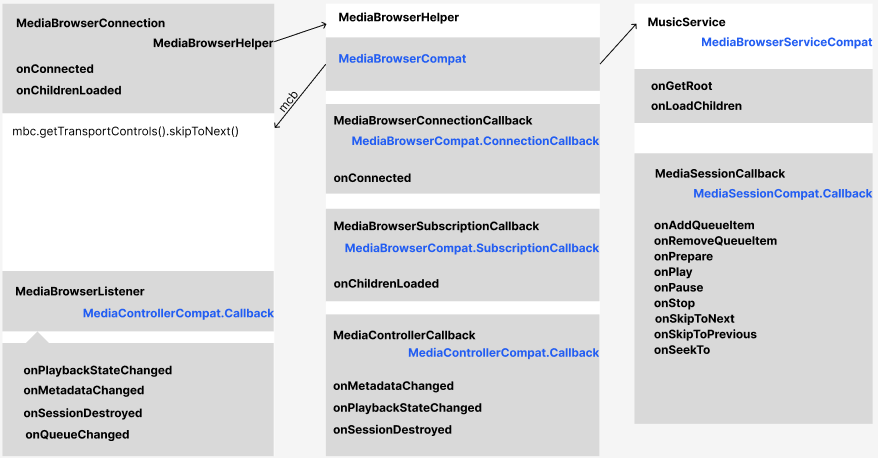 MediaBrowserConnection
MediaBrowserHelper
onConnected
onChildrenLoaded
mbc.getTransportControls().skipToNext()
MediaBrowserListener
MediaControllerCompat.Callback
onPlaybackStateChanged
onMetadataChanged
onSessionDestroyed
onQueueChanged
mcb
MediaBrowserHelper
MediaBrowserCompat
MediaBrowserConnectionCallback
MediaBrowserCompat.ConnectionCallback
onConnected
MediaBrowserSubscriptionCallback
MediaBrowserCompat.SubscriptionCallback
onChildrenLoaded
MediaControllerCallback
MediaControllerCompat.Callback
onMetadataChanged
onPlaybackStateChanged
onSessionDestroyed
MusicService
MediaBrowserServiceCompat
onGetRoot
onLoadChildren
MediaSessionCallback
MediaSessionCompat.Callback
onAddQueueItem
onRemoveQueueItem
onPrepare
onPlay
onPause
onStop
onSkipToNext
onSkipToPrevious
onSeekTo